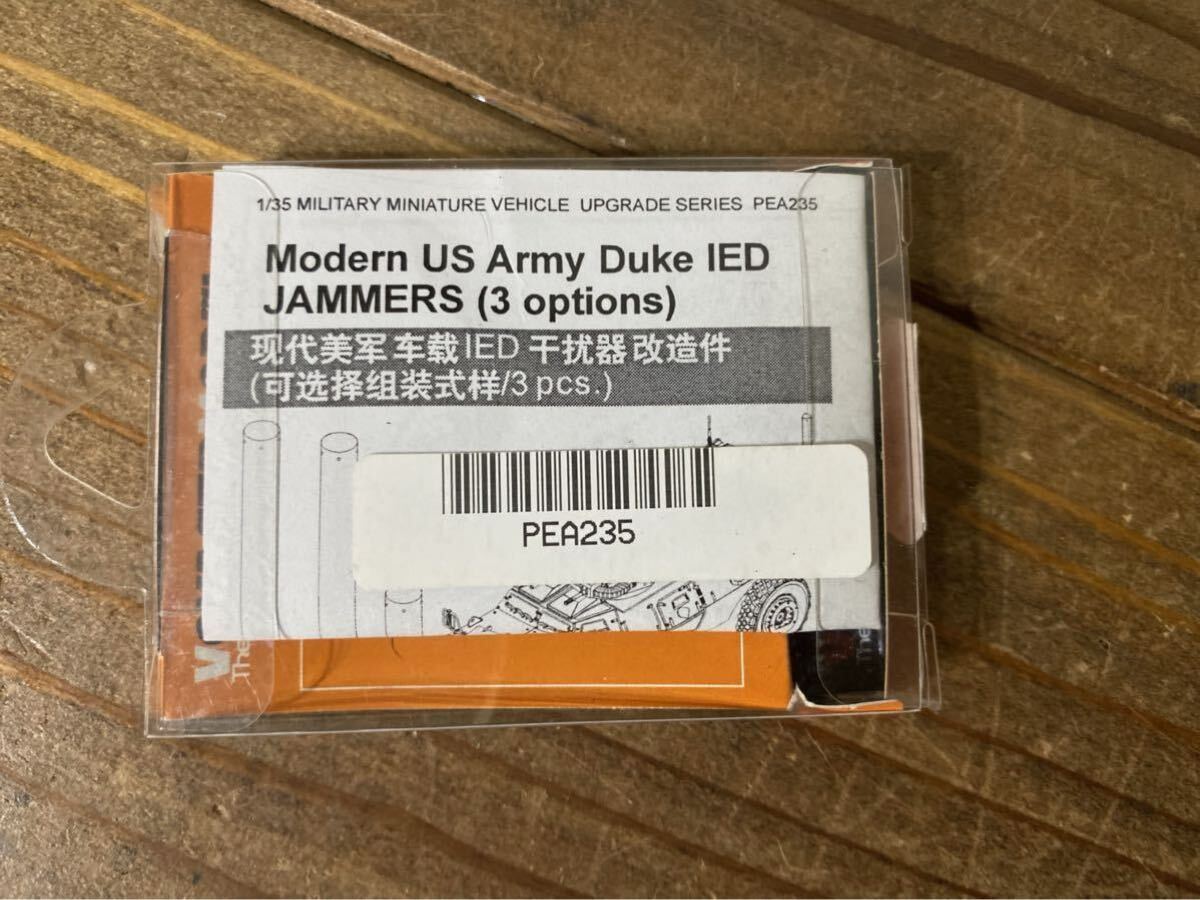 1/35 MILITARY MINIATURE VEHICLE UPGRADE SERIES PEA235
Modern US Army Duke IED
JAMMERS (3 options)
现代美军车载IED 干扰器改造件
(可选择组装式样/3 pcs.)
PEA235
The